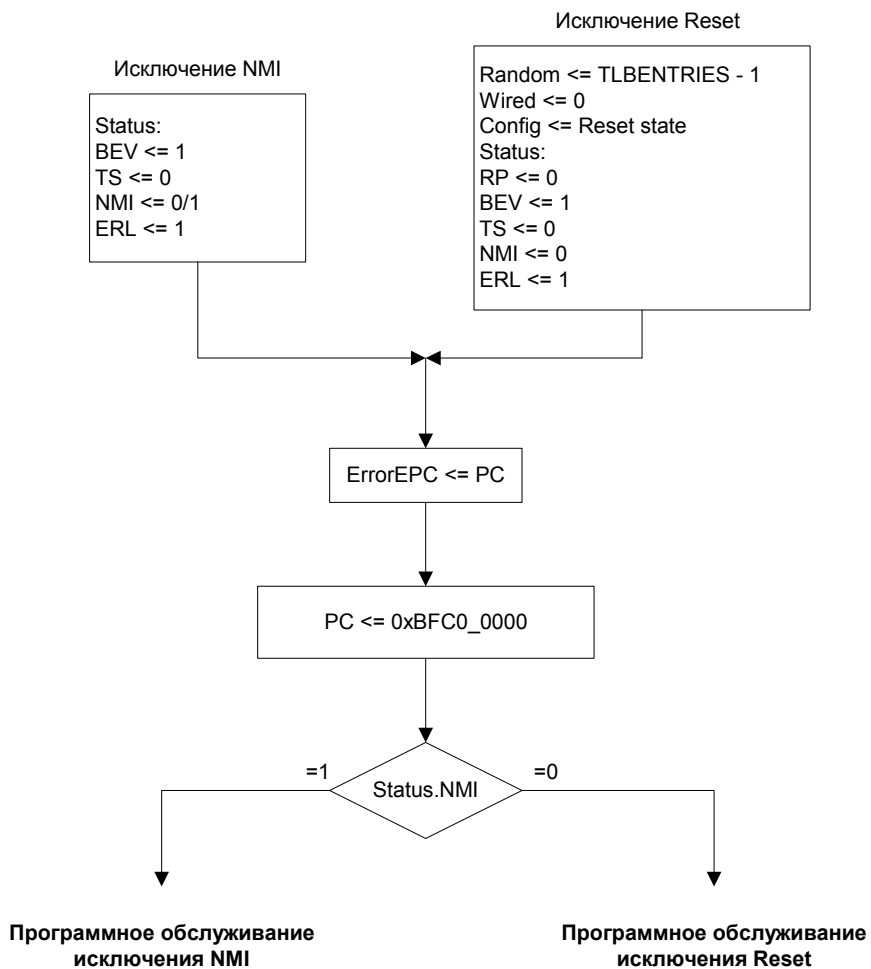 Исключение Reset
Исключение NMI
Random <= TLBENTRIES - 1
Wired <= 0
Config <= Reset state
Status:
RP <= 0
BEV <= 1
TS <= 0
NMI <= 0
ERL <= 1
Status:
BEV <= 1
TS <= 0
NMI <= 0/1
ERL <= 1
ErrorEPC <= PC
PC <= 0xBFC0_0000
=1
Status.NMI
=0
Программное обслуживание
исключения NMI
Программное обслуживание
исключения Reset